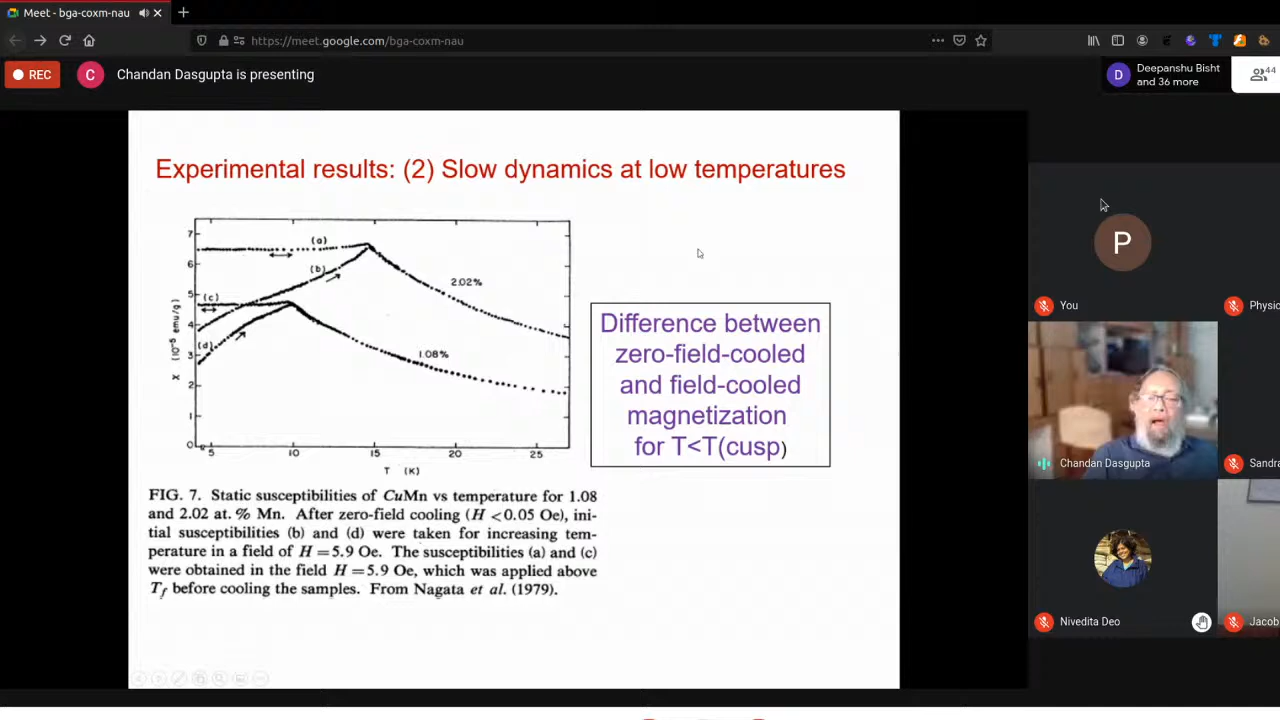 Meet - bga-coxm-nau
https://meet.google.com/bga-coxm-nau
REC
C
Chandan Dasgupta is presenting
D
Deepanshu Bisht
and 36 more
44
Experimental results: (2) Slow dynamics at low temperatures
7
6
5
4
3
2
1
0
χ (10⁻⁵ emu/g)
(a)
(b)
2.02%
(c)
(d)
1.08%
5
10
15
20
25
T (K)
Difference between
zero-field-cooled
and field-cooled
magnetization
for T<T(cusp)
FIG. 7. Static susceptibilities of CuMn vs temperature for 1.08
and 2.02 at. % Mn. After zero-field cooling (H <0.05 Oe), ini-
tial susceptibilities (b) and (d) were taken for increasing tem-
perature in a field of H =5.9 Oe. The susceptibilities (a) and (c)
were obtained in the field H =5.9 Oe, which was applied above
Tf before cooling the samples. From Nagata et al. (1979).
P
You
Physic
Chandan Dasgupta
Sandra
Nivedita Deo
Jacob